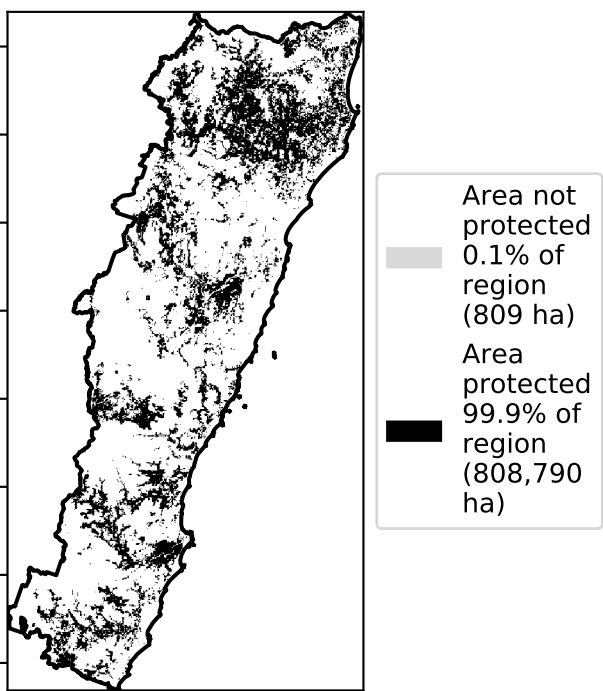 Area not
protected
0.1% of
region
(809 ha)
Area
protected
99.9% of
region
(808,790
ha)